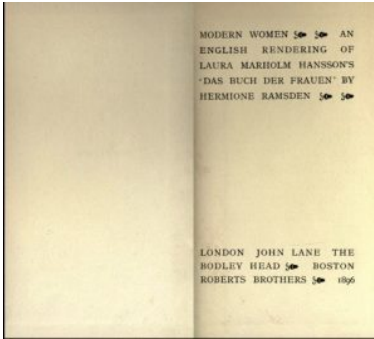 MODERN WOMEN AN
ENGLISH RENDERING OF
LAURA MARHOLM HANSSON'S
"DAS BUCH DER FRAUEN" BY
HERMIONE RAMSDEN
LONDON JOHN LANE THE
BODLEY HEAD BOSTON
ROBERTS BROTHERS 1896